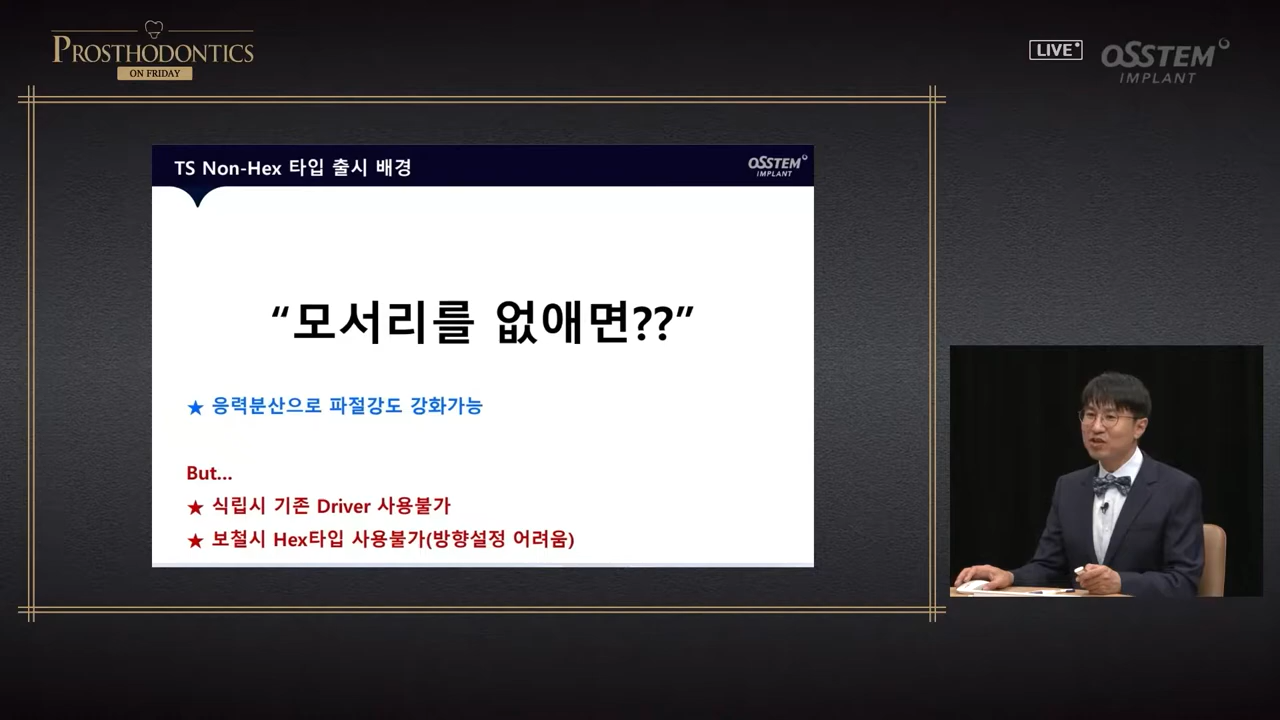 PROSTHODONTICS
ON FRIDAY
LIVE
OSSTEM
IMPLANT
TS Non-Hex 타입 출시 배경
OSSTEM
IMPLANT
“모서리를 없애면??”
★ 응력분산으로 파절강도 강화가능
But...
★ 식립시 기존 Driver 사용불가
★ 보철시 Hex타입 사용불가(방향설정 어려움)